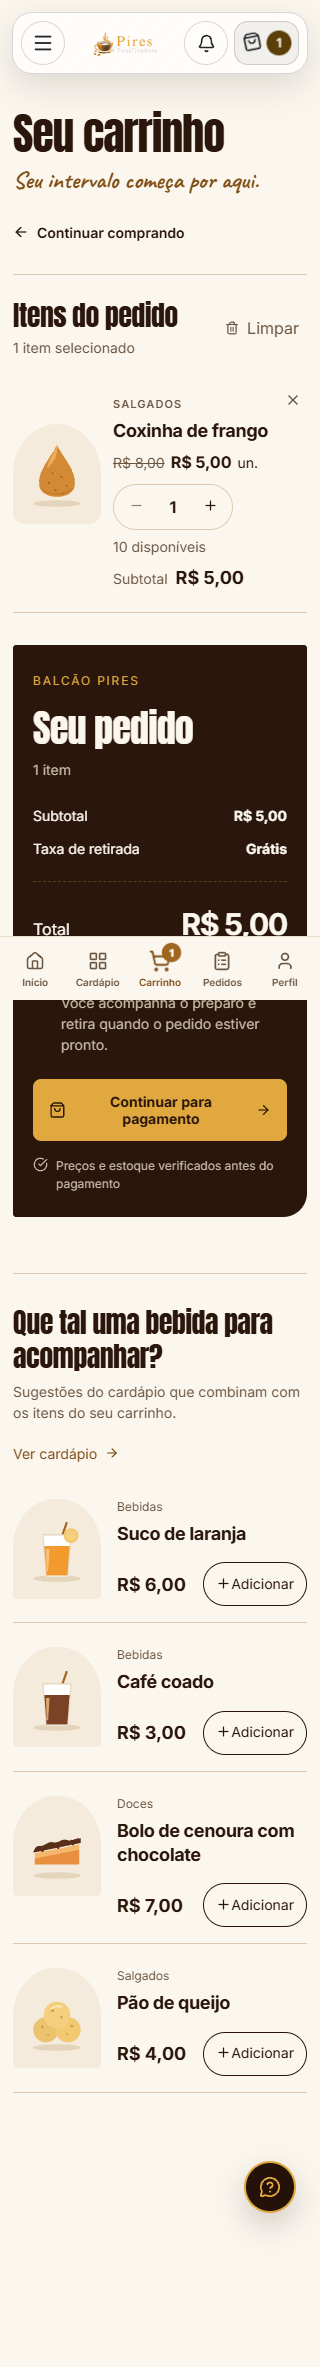 Pires
1
Seu carrinho
Seu intervalo começa por aqui.
Continuar comprando
Itens do pedido
1 item selecionado
Limpar
SALGADOS
Coxinha de frango
R$ 8,00 R$ 5,00 un.
1
10 disponíveis
Subtotal R$ 5,00
BALCÃO PIRES
Seu pedido
1 item
Subtotal R$ 5,00
Taxa de retirada Grátis
Total R$ 5,00
1
Início Cardápio Carrinho Pedidos Perfil
Você acompanha o preparo e
retira quando o pedido estiver
pronto.
Continuar para
pagamento
Preços e estoque verificados antes do
pagamento
Que tal uma bebida para
acompanhar?
Sugestões do cardápio que combinam com
os itens do seu carrinho.
Ver cardápio
Bebidas
Suco de laranja
R$ 6,00 +Adicionar
Bebidas
Café coado
R$ 3,00 +Adicionar
Doces
Bolo de cenoura com
chocolate
R$ 7,00 +Adicionar
Salgados
Pão de queijo
R$ 4,00 +Adicionar